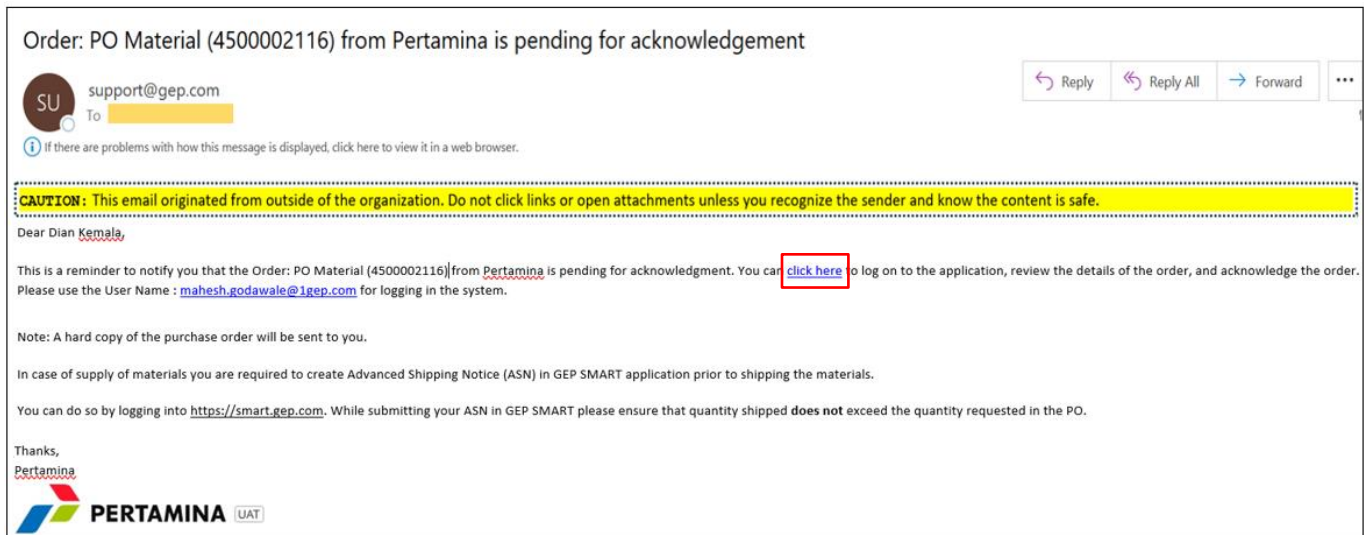 Order: PO Material (4500002116) from Pertamina is pending for acknowledgement
Reply
Reply All
Forward
SU
support@gep.com
To
If there are problems with how this message is displayed, click here to view it in a web browser.
CAUTION: This email originated from outside of the organization. Do not click links or open attachments unless you recognize the sender and know the content is safe.
Dear Dian Kemala,
This is a reminder to notify you that the Order: PO Material (4500002116) from Pertamina is pending for acknowledgment. You can click here to log on to the application, review the details of the order, and acknowledge the order.
Please use the User Name : mahesh.godawale@1gep.com for logging in the system.
Note: A hard copy of the purchase order will be sent to you.
In case of supply of materials you are required to create Advanced Shipping Notice (ASN) in GEP SMART application prior to shipping the materials.
You can do so by logging into https://smart.gep.com. While submitting your ASN in GEP SMART please ensure that quantity shipped does not exceed the quantity requested in the PO.
Thanks,
Pertamina
PERTAMINA UAT